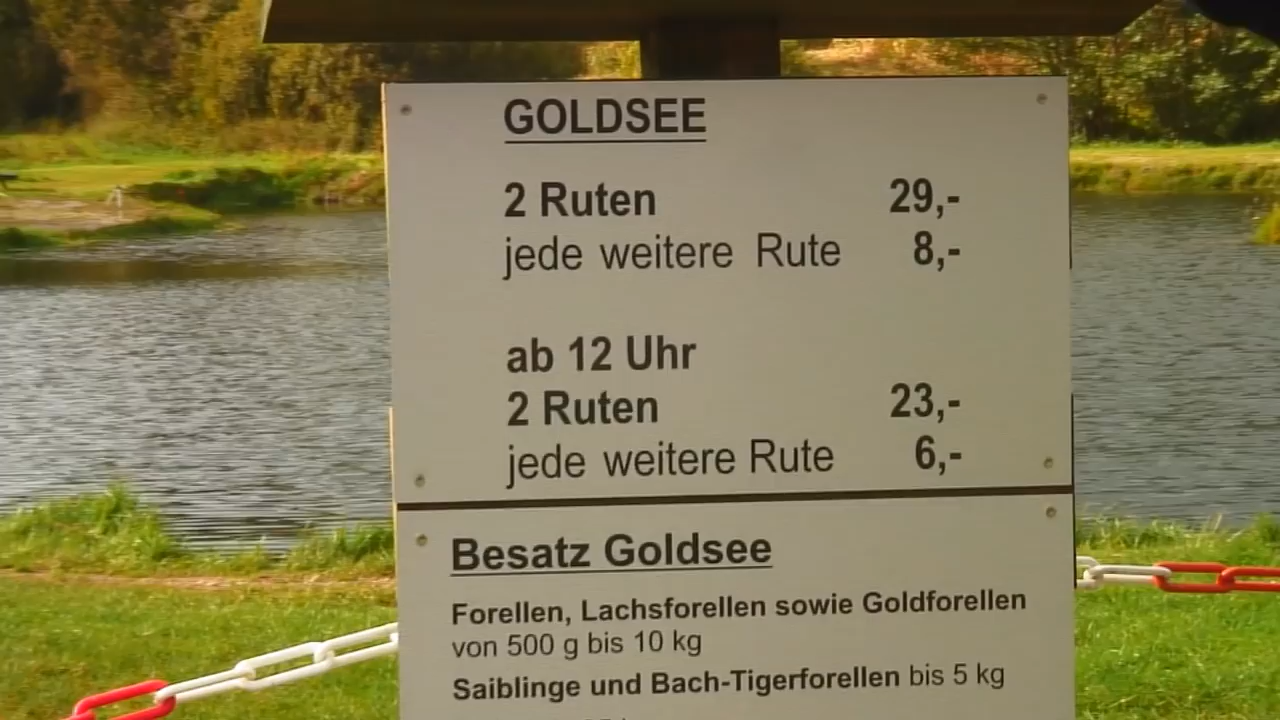 GOLDSEE
2 Ruten 29,-
jede weitere Rute 8,-
ab 12 Uhr
2 Ruten 23,-
jede weitere Rute 6,-
Besatz Goldsee
Forellen, Lachsforellen sowie Goldforellen
von 500 g bis 10 kg
Saiblinge und Bach-Tigerforellen bis 5 kg